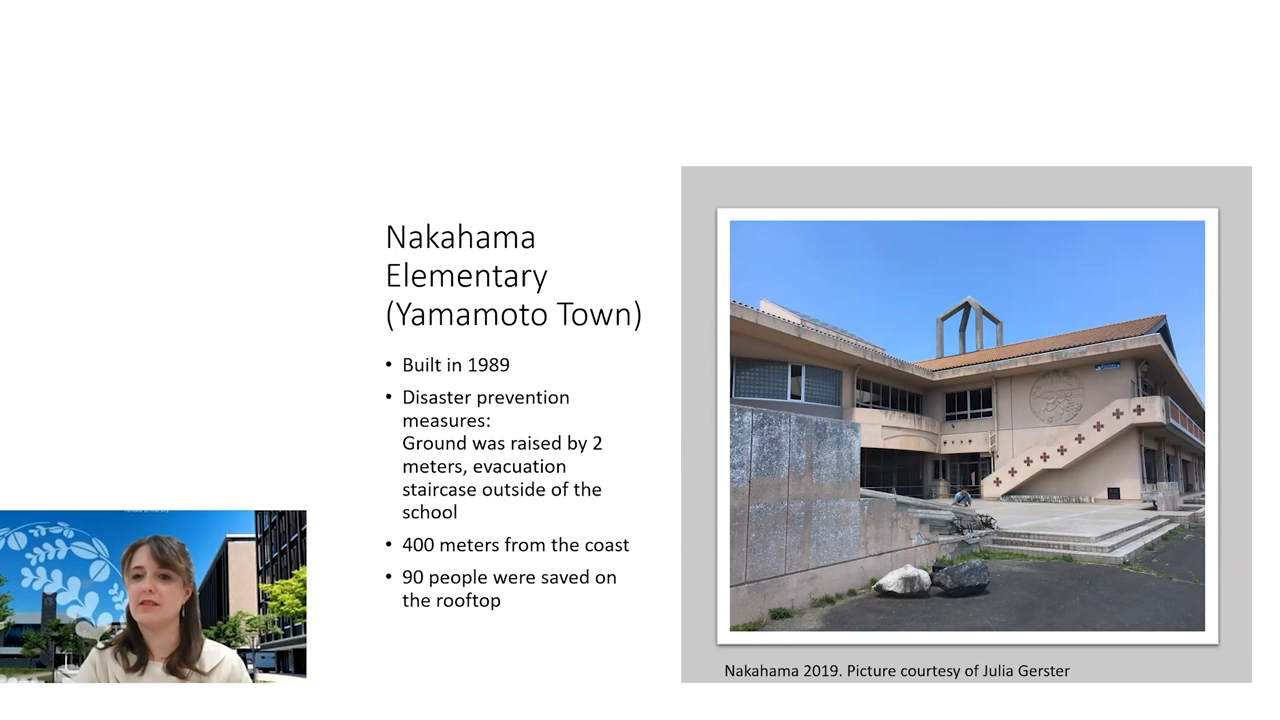 Nakahama
Elementary
(Yamamoto Town)
• Built in 1989
• Disaster prevention
measures:
Ground was raised by 2
meters, evacuation
staircase outside of the
school
• 400 meters from the coast
• 90 people were saved on
the rooftop
Nakahama 2019. Picture courtesy of Julia Gerster